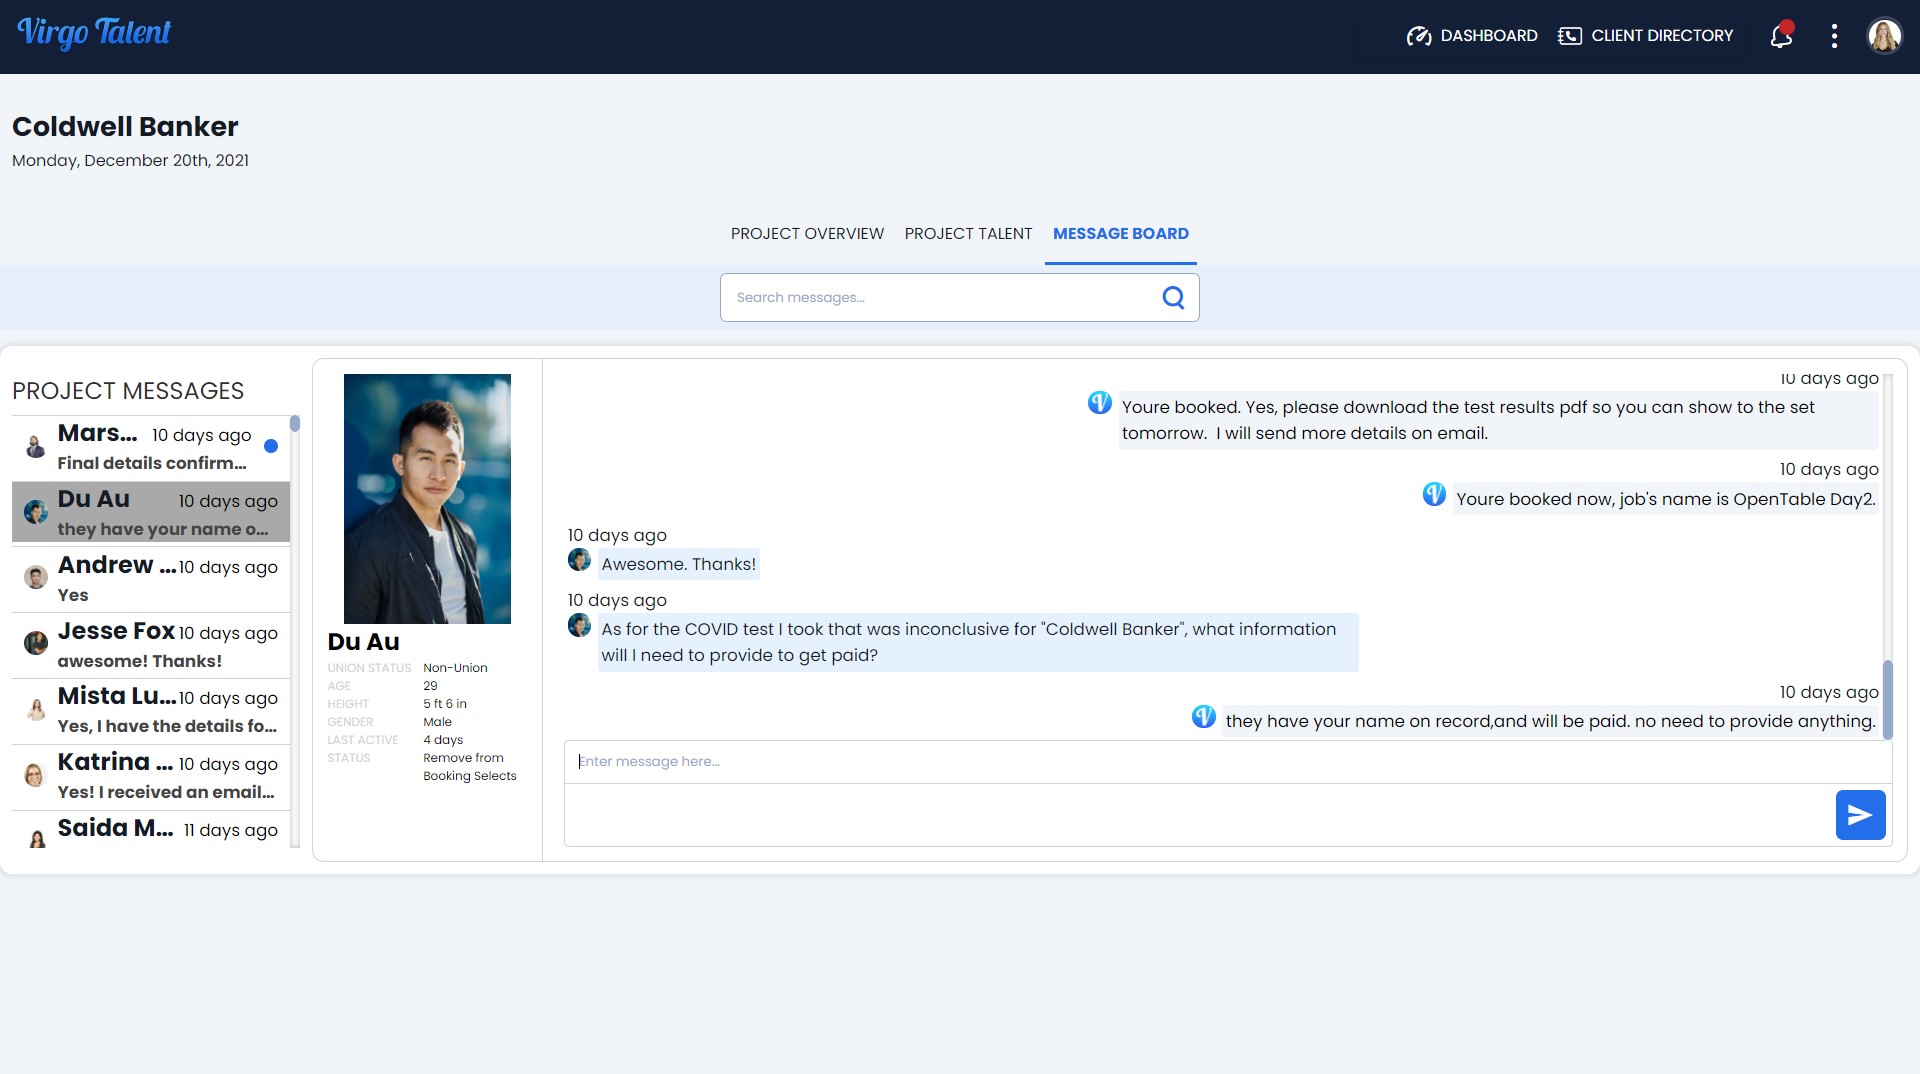 Virgo Talent
DASHBOARD
CLIENT DIRECTORY
Coldwell Banker
Monday, December 20th, 2021
PROJECT OVERVIEW
PROJECT TALENT
MESSAGE BOARD
Search messages...
PROJECT MESSAGES
Mars... 10 days ago
Final details confirm...
Du Au 10 days ago
they have your name o...
Andrew ... 10 days ago
Yes
Jesse Fox 10 days ago
awesome! Thanks!
Mista Lu... 10 days ago
Yes, I have the details fo...
Katrina ... 10 days ago
Yes! I received an email...
Saida M... 11 days ago
Du Au
UNION STATUS Non-Union
AGE 29
HEIGHT 5 ft 6 in
GENDER Male
LAST ACTIVE 4 days
STATUS Remove from
Booking Selects
10 days ago
Youre booked. Yes, please download the test results pdf so you can show to the set
tomorrow.  I will send more details on email.
10 days ago
Youre booked now, job's name is OpenTable Day2.
10 days ago
Awesome. Thanks!
10 days ago
As for the COVID test I took that was inconclusive for "Coldwell Banker", what information
will I need to provide to get paid?
10 days ago
they have your name on record,and will be paid. no need to provide anything.
Enter message here...